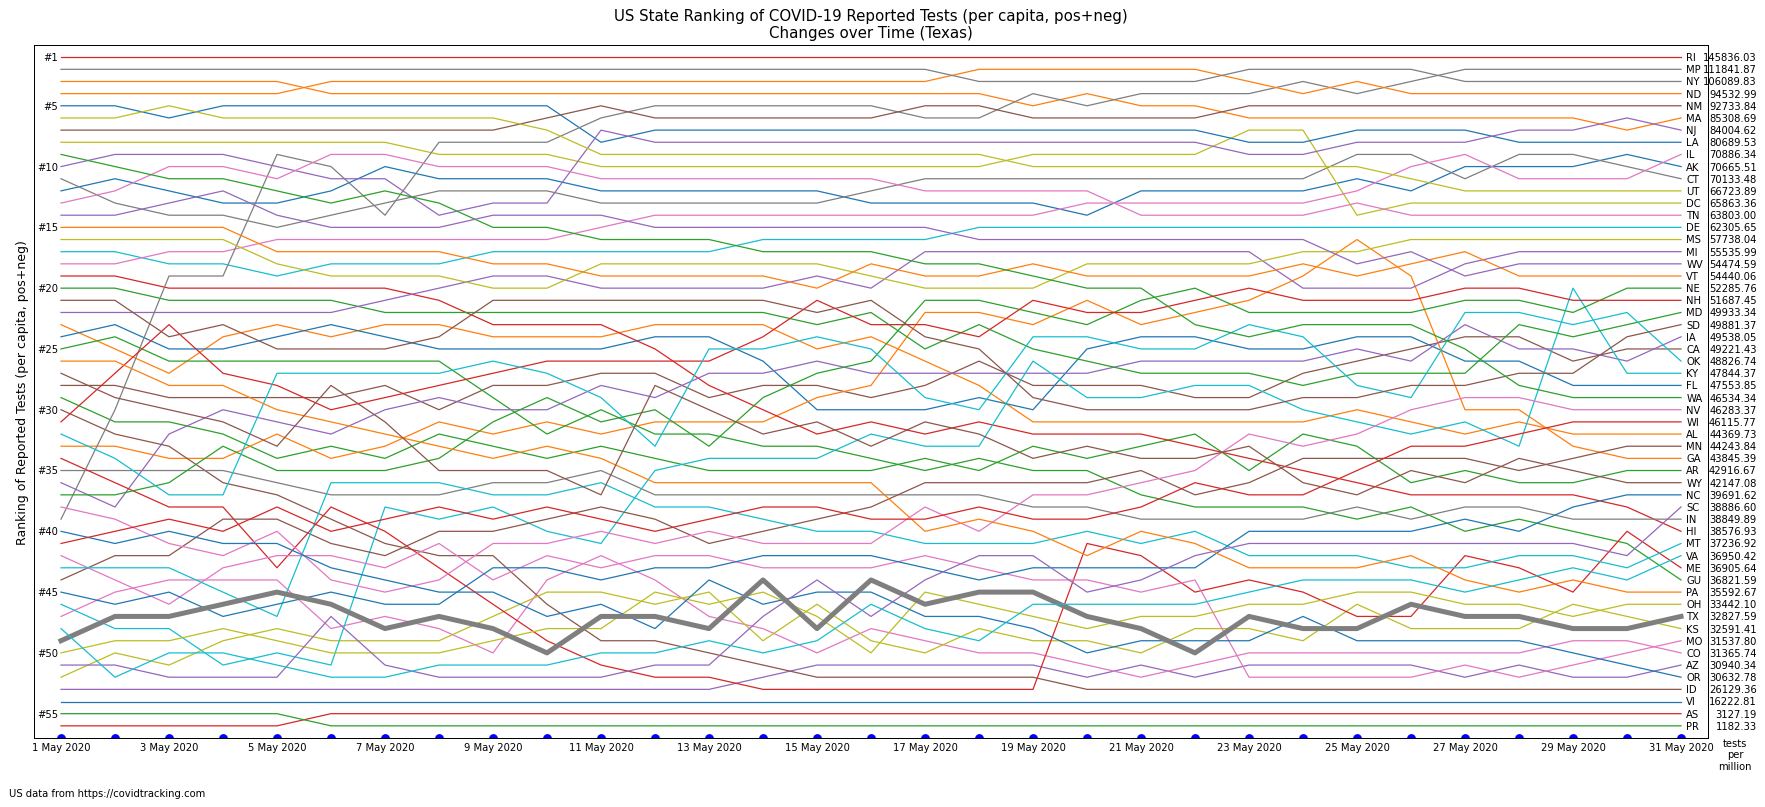 US State Ranking of COVID-19 Reported Tests (per capita, pos+neg)
Changes over Time (Texas)
Ranking of Reported Tests (per capita, pos+neg)
#1
#5
#10
#15
#20
#25
#30
#35
#40
#45
#50
#55
RI 145836.03
MP 111841.87
NY 106089.83
ND 94532.99
NM 92733.84
MA 85308.69
NJ 84004.62
LA 80689.53
IL 70886.34
AK 70665.51
CT 70133.48
UT 66723.89
DC 65863.36
TN 63803.00
DE 62305.65
MS 57738.04
MI 55535.99
WV 54474.59
VT 54440.06
NE 52285.76
NH 51687.45
MD 49933.34
SD 49881.37
IA 49538.05
CA 49221.43
OK 48826.74
KY 47844.37
FL 47553.85
WA 46534.34
NV 46283.37
WI 46115.77
AL 44369.73
MN 44243.84
GA 43845.39
AR 42916.67
WY 42147.08
NC 39691.62
SC 38886.60
IN 38849.89
HI 38576.93
MT 37236.92
VA 36950.42
ME 36905.64
GU 36821.59
PA 35592.67
OH 33442.10
TX 32827.59
KS 32591.41
MO 31537.80
CO 31365.74
AZ 30940.34
OR 30632.78
ID 26129.36
VI 16222.81
AS 3127.19
PR 1182.33
1 May 2020
3 May 2020
5 May 2020
7 May 2020
9 May 2020
11 May 2020
13 May 2020
15 May 2020
17 May 2020
19 May 2020
21 May 2020
23 May 2020
25 May 2020
27 May 2020
29 May 2020
31 May 2020
tests
per
million
US data from https://covidtracking.com